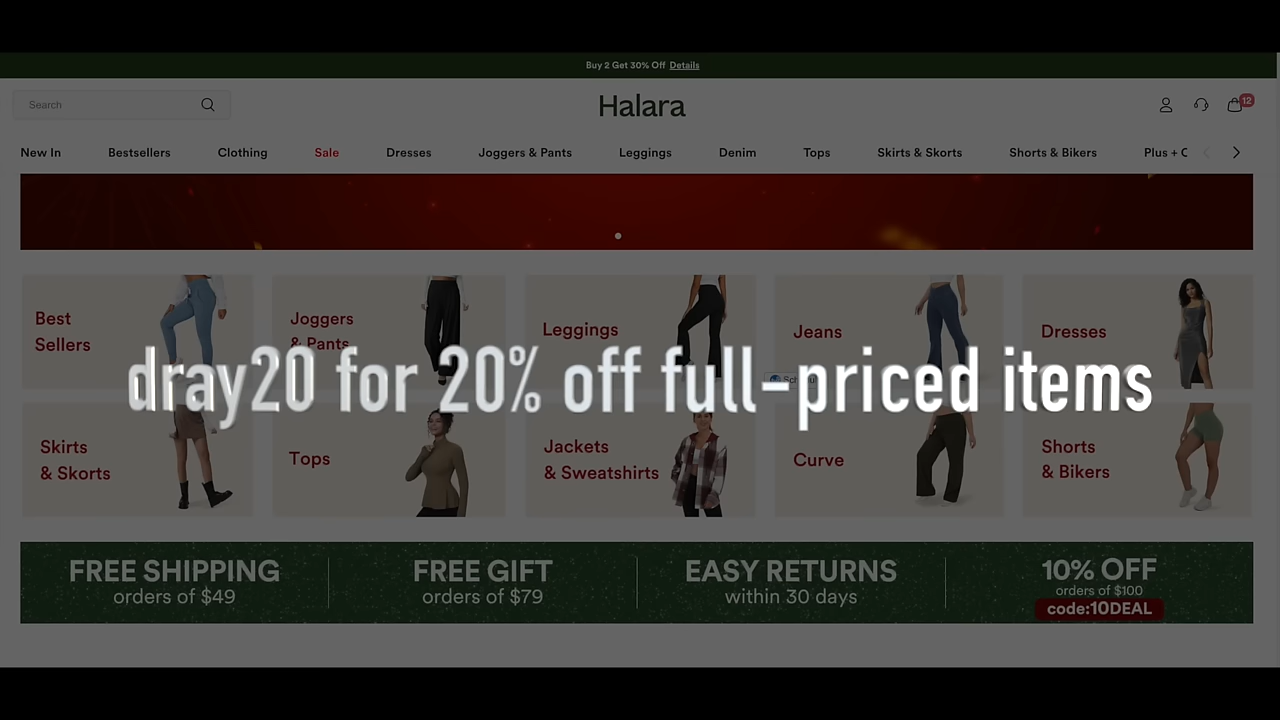 Buy 2 Get 30% Off Details
Search
Halara
12
New In Bestsellers Clothing Sale Dresses Joggers & Pants Leggings Denim Tops Skirts & Skorts Shorts & Bikers Plus + C
Best
Sellers
Joggers
& Pants
Leggings
Jeans
Dresses
dray20 for 20% off full-priced items
Skirts
& Skorts
Tops
Jackets
& Sweatshirts
Curve
Shorts
& Bikers
FREE SHIPPING
orders of $49
FREE GIFT
orders of $79
EASY RETURNS
within 30 days
10% OFF
orders of $100
code:10DEAL